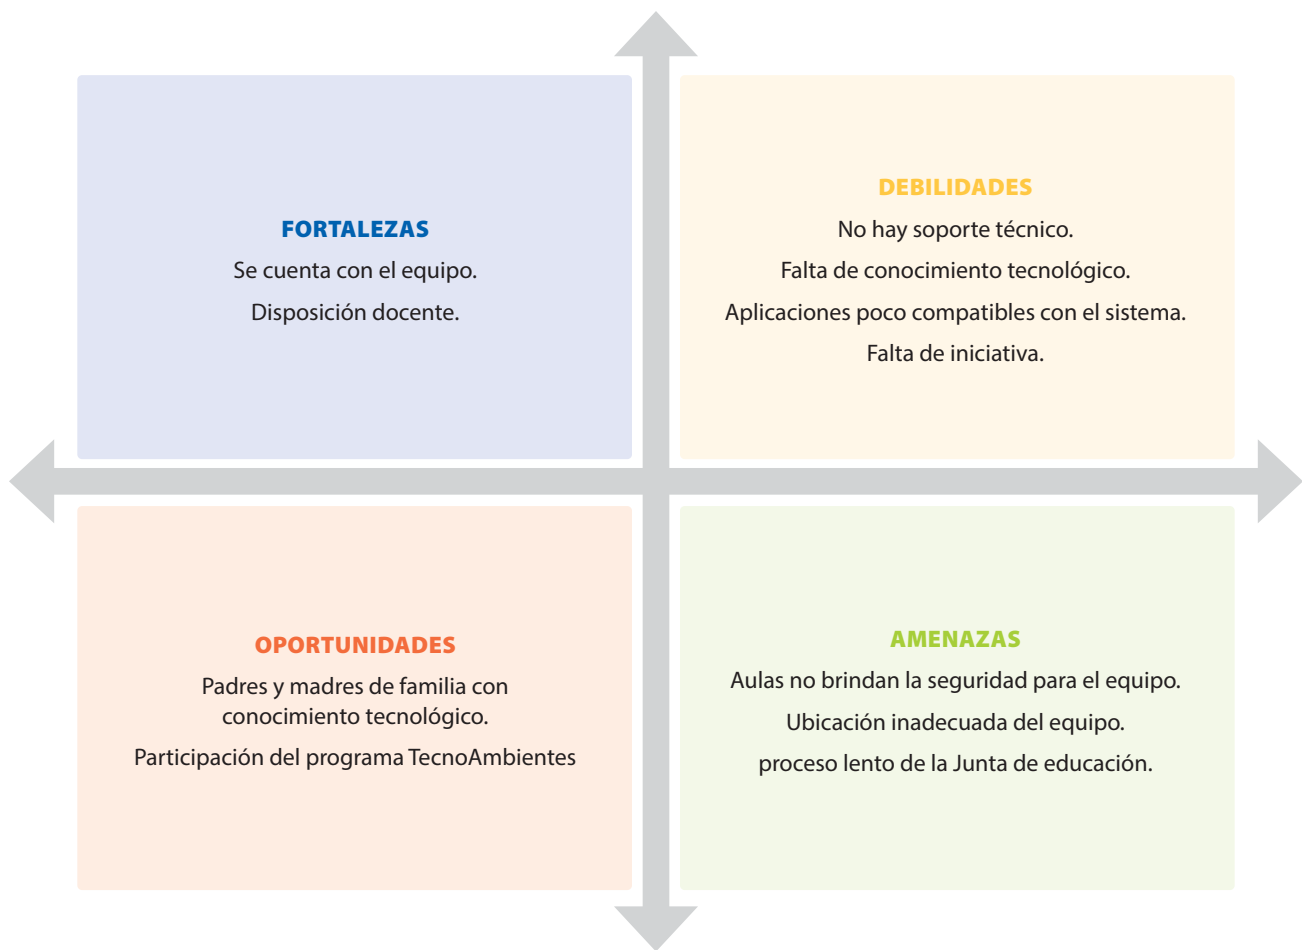 FORTALEZAS
Se cuenta con el equipo.
Disposición docente.
DEBILIDADES
No hay soporte técnico.
Falta de conocimiento tecnológico.
Aplicaciones poco compatibles con el sistema.
Falta de iniciativa.
OPORTUNIDADES
Padres y madres de familia con
conocimiento tecnológico.
Participación del programa TecnoAmbientes
AMENAZAS
Aulas no brindan la seguridad para el equipo.
Ubicación inadecuada del equipo.
proceso lento de la Junta de educación.